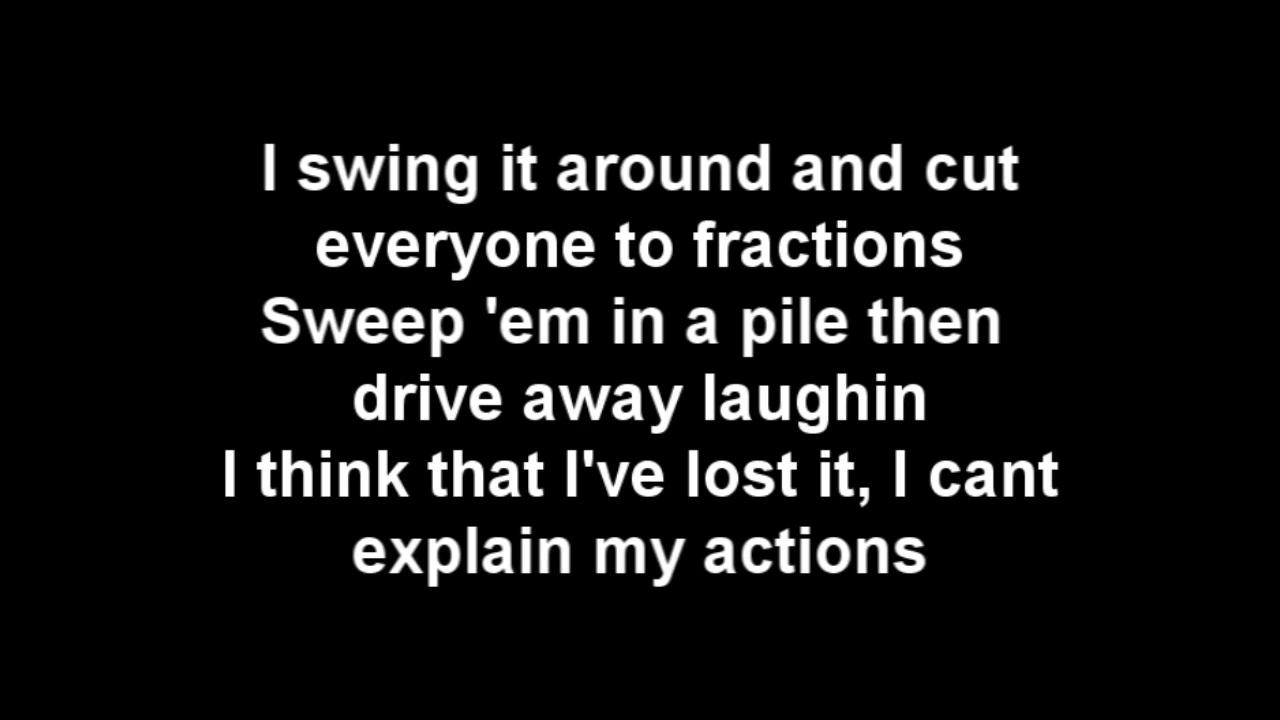 I swing it around and cut
everyone to fractions
Sweep 'em in a pile then
drive away laughin
I think that I've lost it, I cant
explain my actions